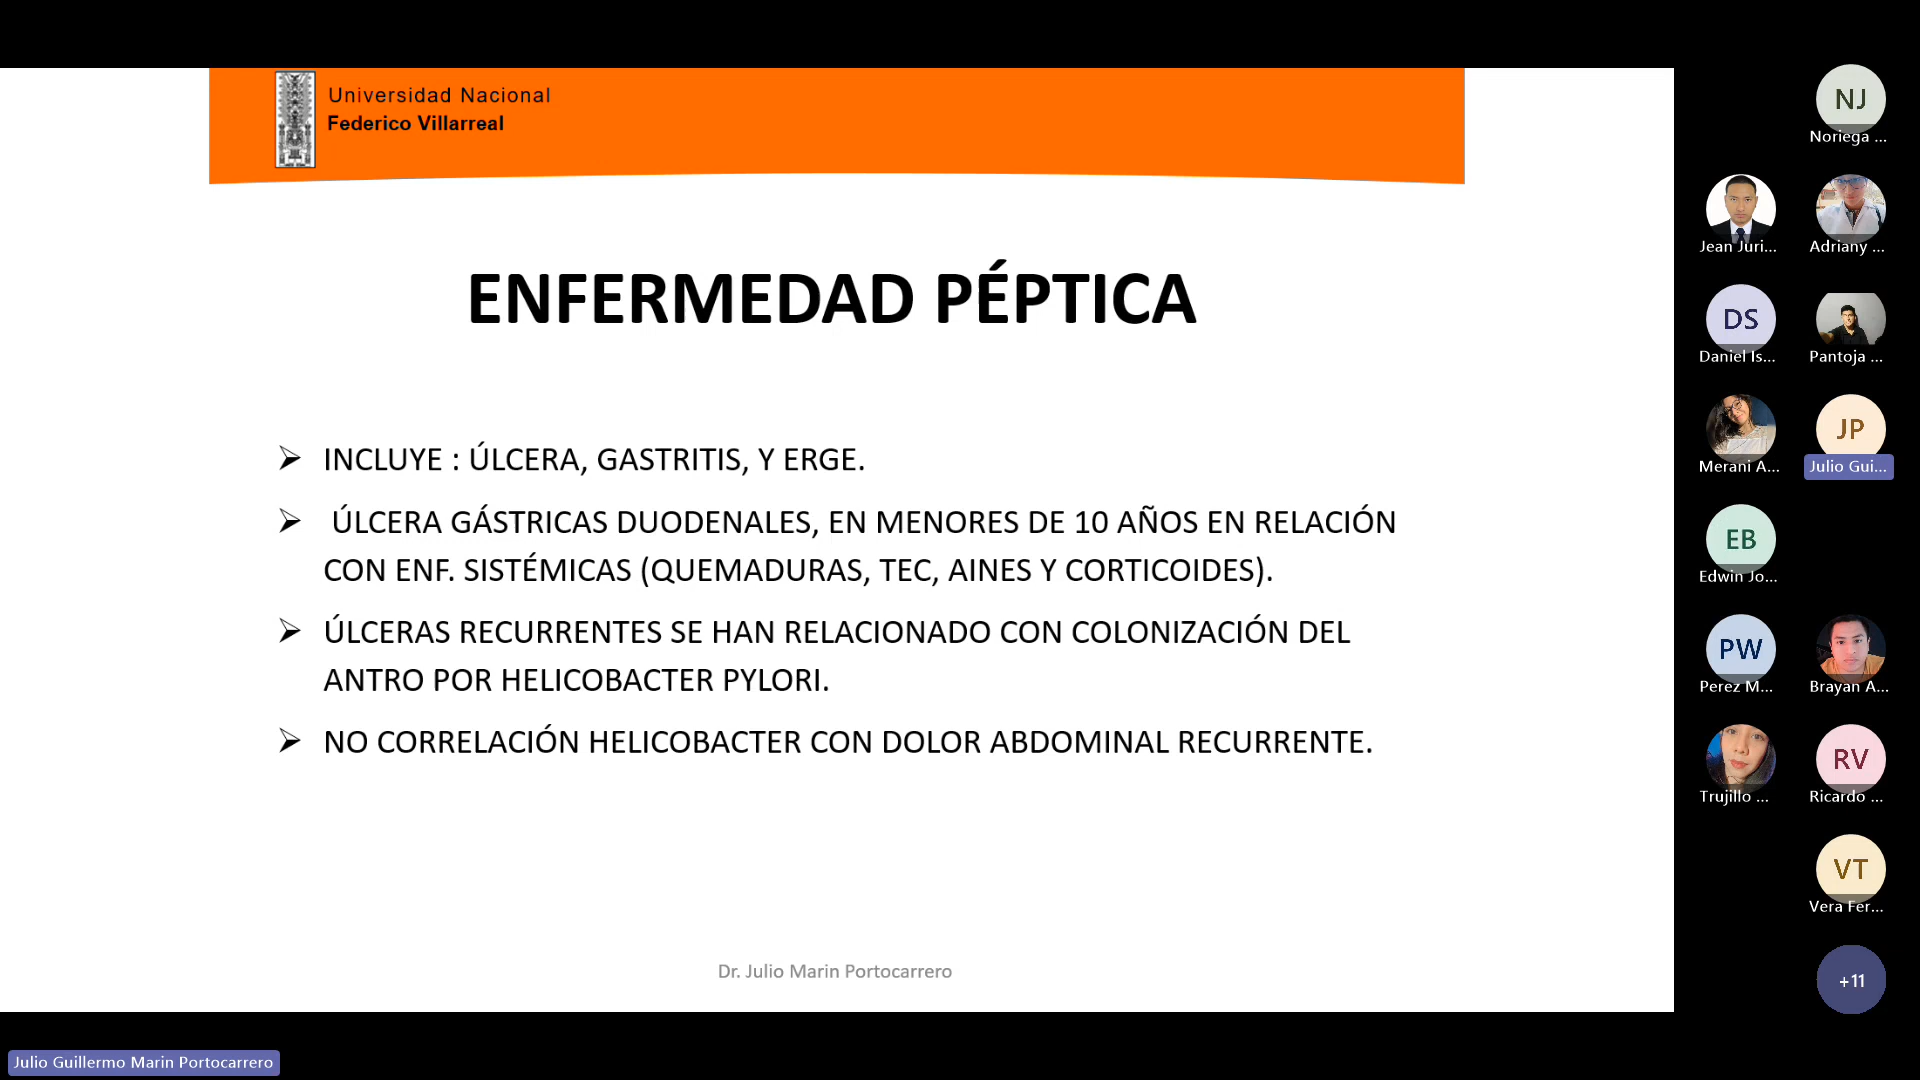 Universidad Nacional
Federico Villarreal
ENFERMEDAD PÉPTICA
INCLUYE : ÚLCERA, GASTRITIS, Y ERGE.
ÚLCERA GÁSTRICAS DUODENALES, EN MENORES DE 10 AÑOS EN RELACIÓN
CON ENF. SISTÉMICAS (QUEMADURAS, TEC, AINES Y CORTICOIDES).
ÚLCERAS RECURRENTES SE HAN RELACIONADO CON COLONIZACIÓN DEL
ANTRO POR HELICOBACTER PYLORI.
NO CORRELACIÓN HELICOBACTER CON DOLOR ABDOMINAL RECURRENTE.
Dr. Julio Marin Portocarrero
Julio Guillermo Marin Portocarrero
NJ
Noriega ...
Jean Juri...
Adriany ...
DS
Daniel Is...
Pantoja ...
Merani A...
JP
Julio Gui...
EB
Edwin Jo...
PW
Perez M...
Brayan A...
Trujillo ...
RV
Ricardo ...
VT
Vera Fer...
+11